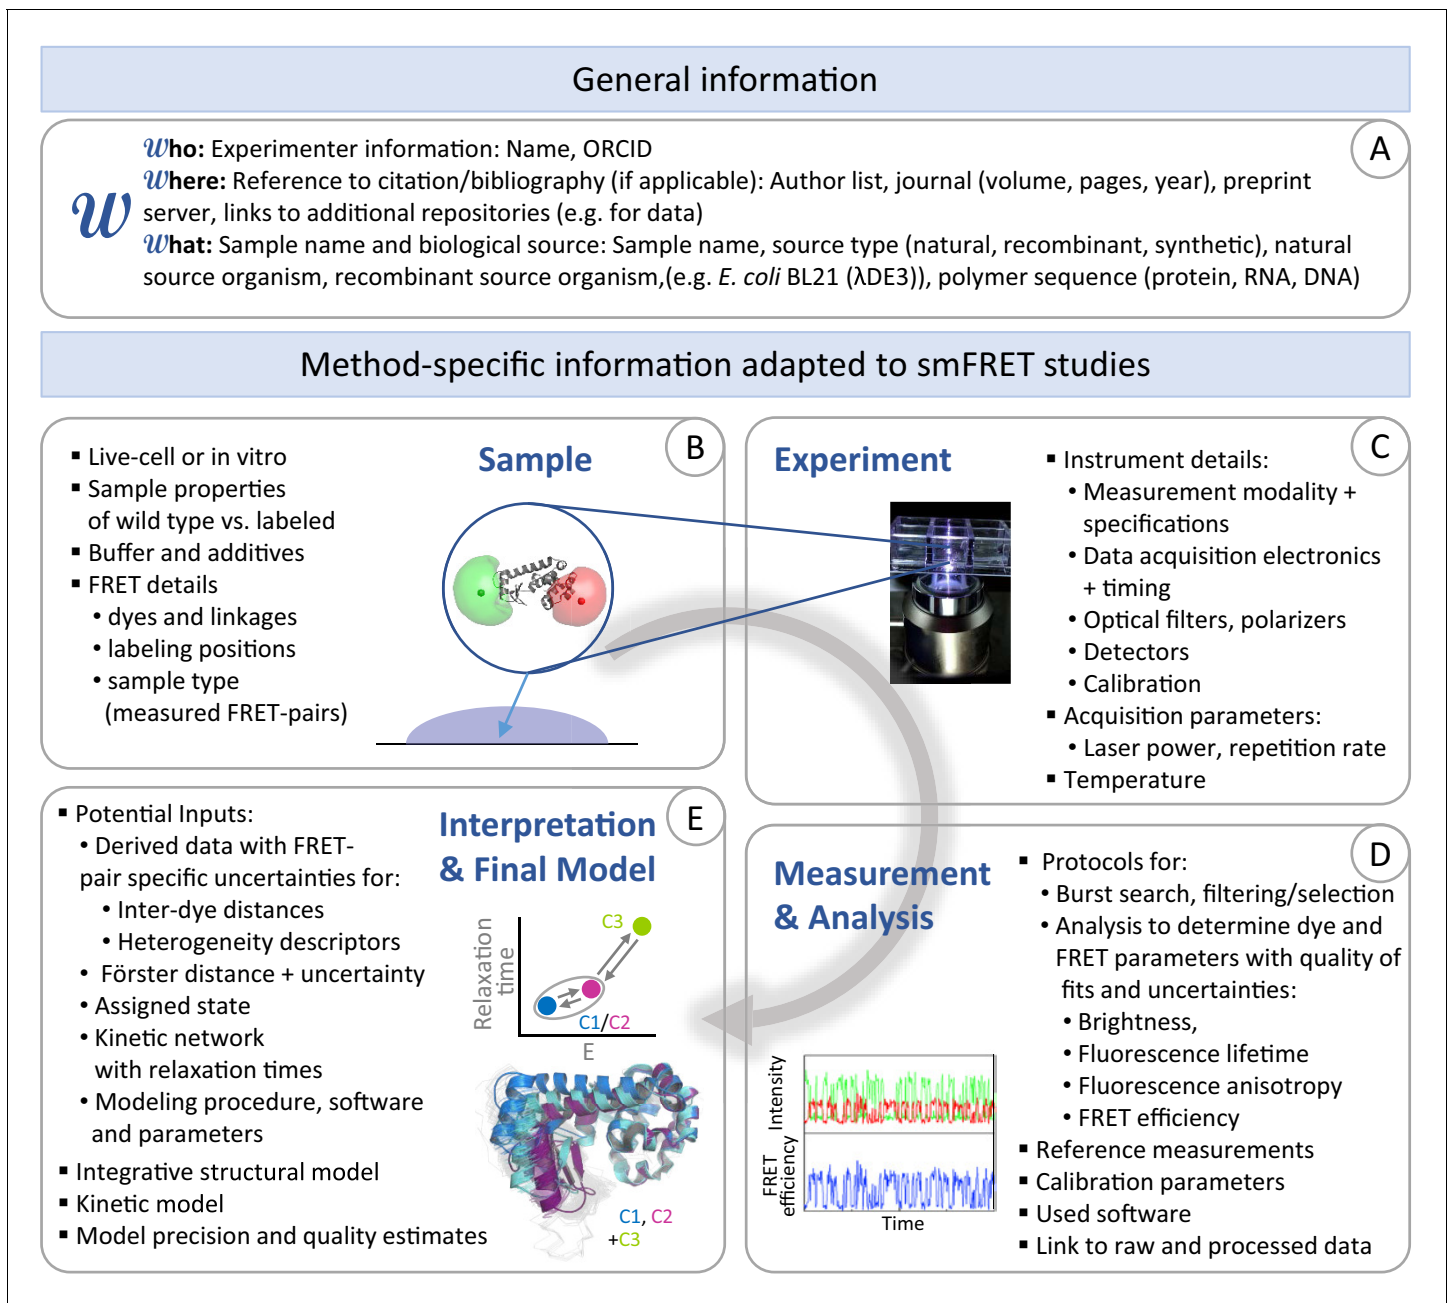 General information
A
Who: Experimenter information: Name, ORCID
Where: Reference to citation/bibliography (if applicable): Author list, journal (volume, pages, year), preprint
server, links to additional repositories (e.g. for data)
W
What: Sample name and biological source: Sample name, source type (natural, recombinant, synthetic), natural
source organism, recombinant source organism,(e.g. E. coli BL21 (λDE3)), polymer sequence (protein, RNA, DNA)
Method-specific information adapted to smFRET studies
B
Sample
▪ Live-cell or in vitro
▪ Sample properties
of wild type vs. labeled
▪ Buffer and additives
▪ FRET details
• dyes and linkages
• labeling positions
• sample type
(measured FRET-pairs)
C
Experiment
▪ Instrument details:
• Measurement modality +
specifications
• Data acquisition electronics
+ timing
• Optical filters, polarizers
• Detectors
• Calibration
▪ Acquisition parameters:
• Laser power, repetition rate
▪ Temperature
D
Measurement
& Analysis
▪ Protocols for:
• Burst search, filtering/selection
• Analysis to determine dye and
FRET parameters with quality of
fits and uncertainties:
• Brightness,
• Fluorescence lifetime
• Fluorescence anisotropy
• FRET efficiency
▪ Reference measurements
▪ Calibration parameters
▪ Used software
▪ Link to raw and processed data
Intensity
FRET
efficiency
Time
E
Interpretation
& Final Model
▪ Potential Inputs:
• Derived data with FRET-
pair specific uncertainties for:
• Inter-dye distances
• Heterogeneity descriptors
• Förster distance + uncertainty
• Assigned state
• Kinetic network
with relaxation times
• Modeling procedure, software
and parameters
▪ Integrative structural model
▪ Kinetic model
▪ Model precision and quality estimates
Relaxation
time
C3
C1/C2
E
C1, C2
+C3